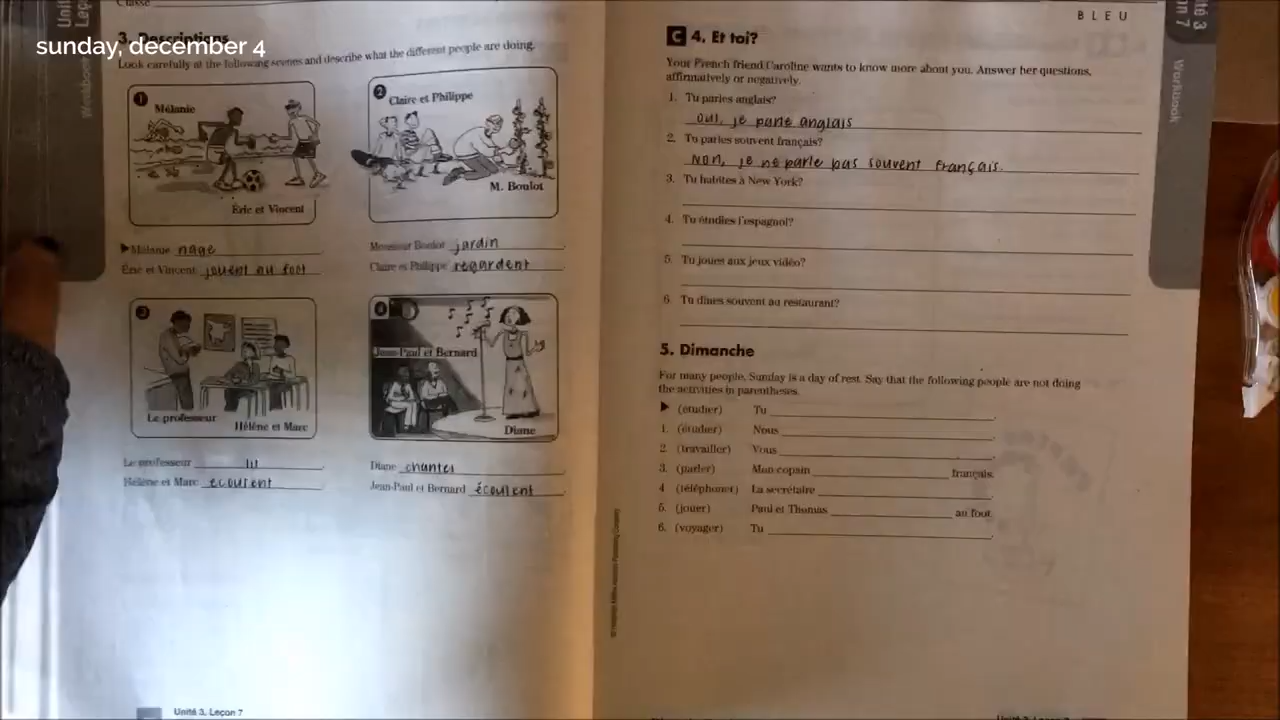 Classe
sunday, december 4
3. Descriptions
Look carefully at the following scenes and describe what the different people are doing.
1
Mélanie
Éric et Vincent
2
Claire et Philippe
M. Boulot
▶ Mélanie nage
Éric et Vincent jouent au foot
Monsieur Boulot jardin
Claire et Philippe regardent
3
Le professeur
Hélène et Marc
4
Jean-Paul et Bernard
Diane
Le professeur lit
Hélène et Marc ecoutent
Diane
Jean-Paul et Bernard écoutent
Unité 3, Leçon 7
BLEU
C 4. Et toi?
Your French friend Caroline wants to know more about you. Answer her questions,
affirmatively or negatively.
1. Tu parles anglais?
oui, je parle anglais
2. Tu parles souvent français?
Non, je ne parle pas souvent français.
3. Tu habites à New York?
4. Tu étudies l'espagnol?
5. Tu joues aux jeux vidéo?
6. Tu dînes souvent au restaurant?
5. Dimanche
For many people, Sunday is a day of rest. Say that the following people are not doing
the activities in parentheses.
▶ (étudier) Tu
1. (étudier) Nous
2. (travailler) Vous
3. (parler) Mon copain français.
4. (téléphoner) La secrétaire
5. (jouer) Paul et Thomas au foot.
6. (voyager) Tu
Workbook